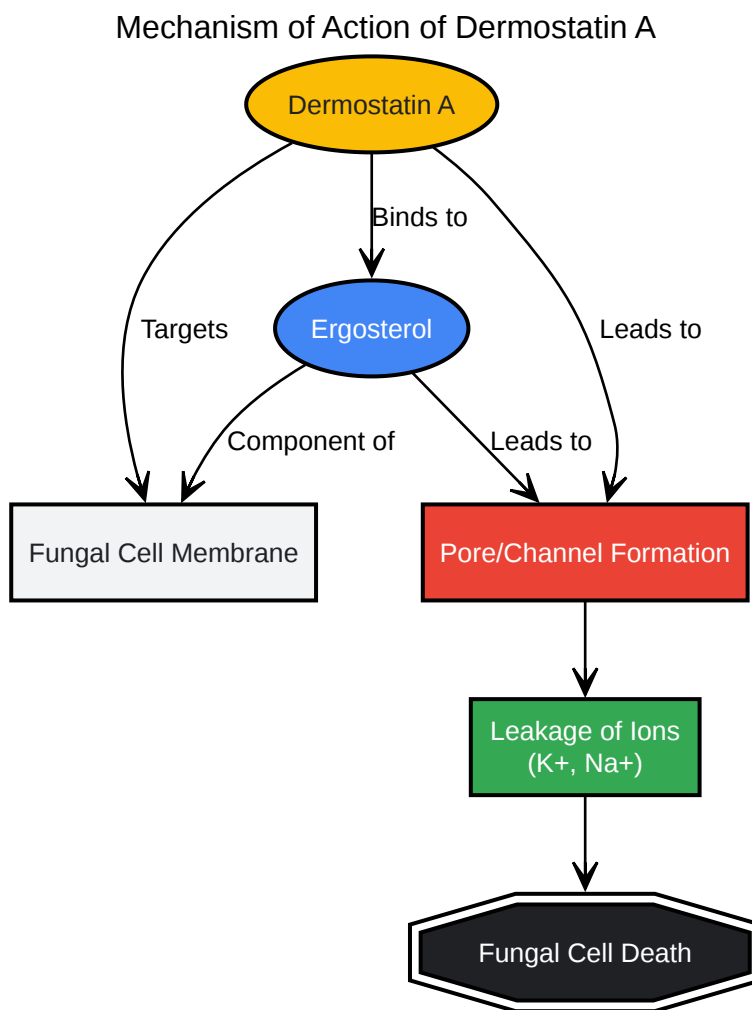 Mechanism of Action of Dermostatin A
Dermostatin A
Binds to
Ergosterol
Targets
Leads to
Component of
Leads to
Fungal Cell Membrane
Pore/Channel Formation
Leakage of Ions
(K+, Na+)
Fungal Cell Death